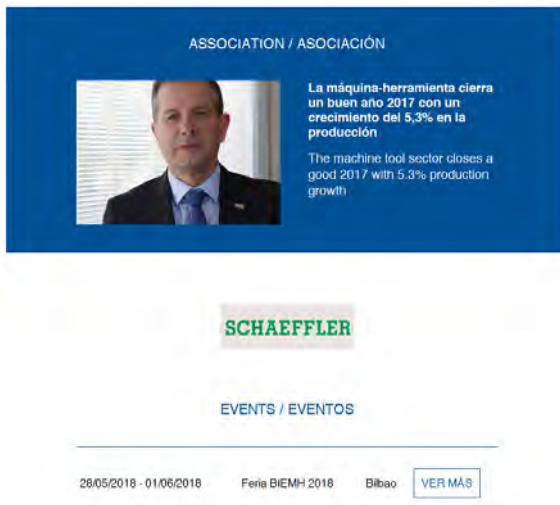 ASSOCIATION / ASOCIACIÓN
La máquina-herramienta cierra
un buen año 2017 con un
crecimiento del 5,3% en la
producción
The machine tool sector closes a
good 2017 with 5.3% production
growth
SCHAEFFLER
EVENTS / EVENTOS
28/05/2018 - 01/06/2018 Feria BIEMH 2018 Bilbao VER MÁS